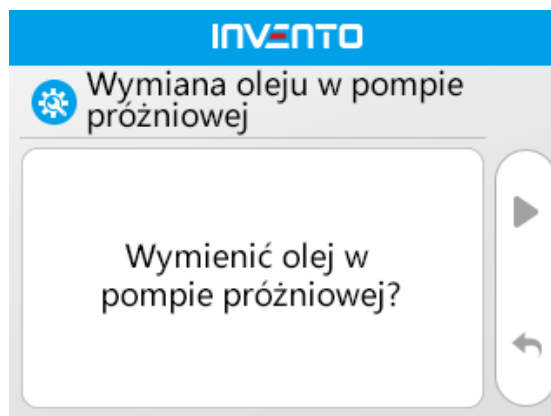 INVENTO
Wymiana oleju w pompie
próżniowej
Wymienić olej w
pompie próżniowej?